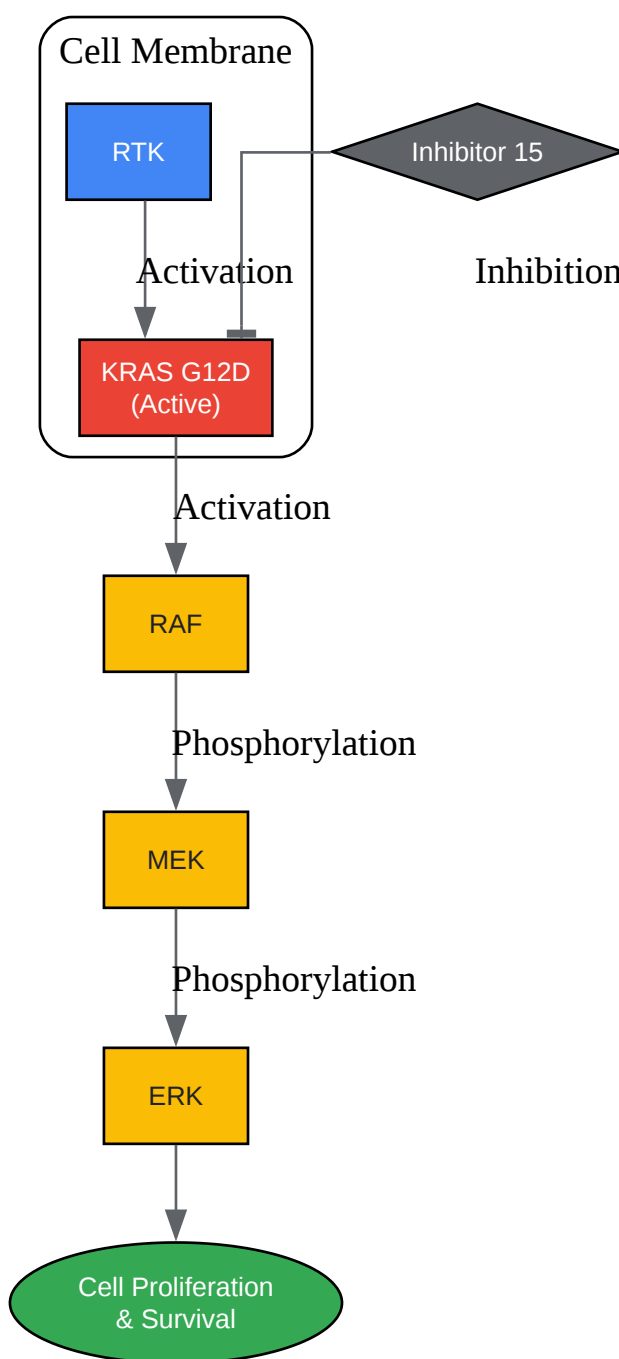 Cell Membrane
RTK
Inhibitor 15
Activation
Inhibition
KRAS G12D
(Active)
Activation
RAF
Phosphorylation
MEK
Phosphorylation
ERK
Cell Proliferation
& Survival